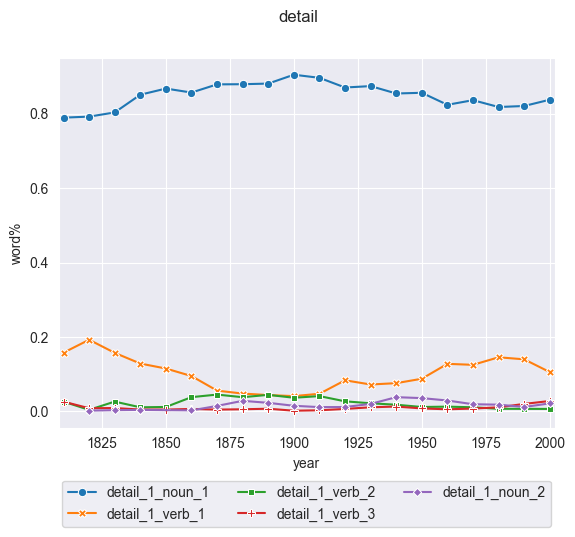 detail
0.8
0.6
0.4
0.2
0.0
word%
1825 1850 1875 1900 1925 1950 1975 2000
year
detail_1_noun_1 detail_1_verb_2 detail_1_noun_2
detail_1_verb_1 detail_1_verb_3